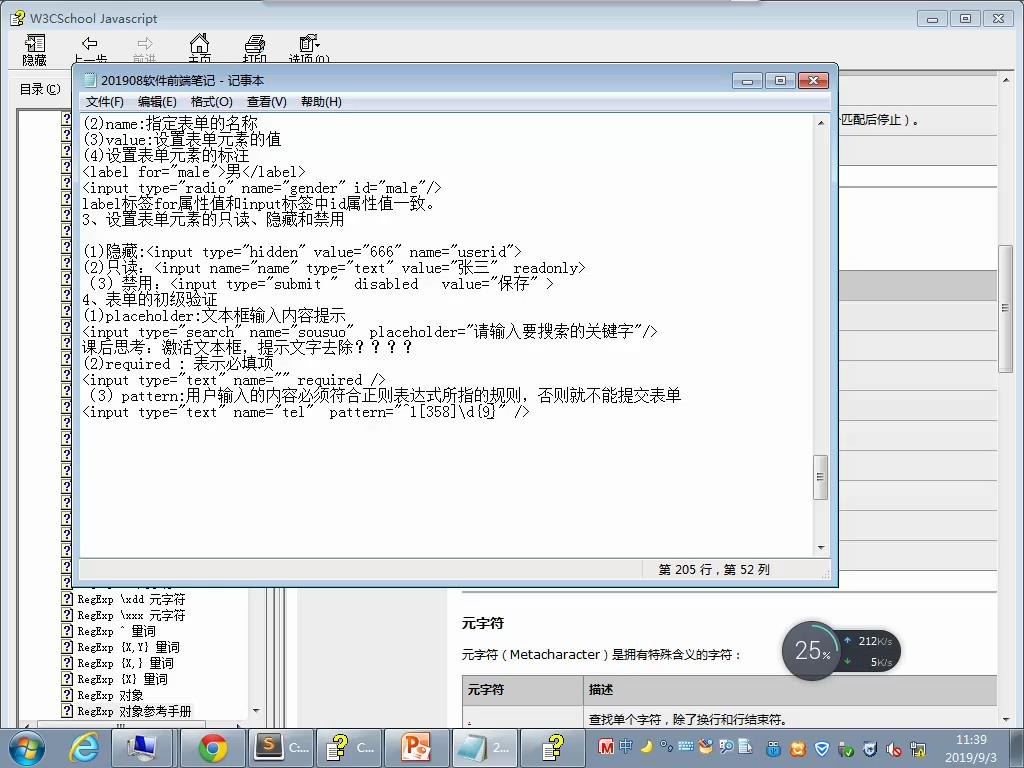 W3CSchool Javascript
隐藏 上一步 前进 主页 打印 选项(O)
目录(C)
201908软件前端笔记 - 记事本
文件(F) 编辑(E) 格式(O) 查看(V) 帮助(H)
(2)name:指定表单的名称
(3)value:设置表单元素的值
(4)设置表单元素的标注
<label for="male">男</label>
<input type="radio" name="gender" id="male"/>
label标签for属性值和input标签中id属性值一致。
3、设置表单元素的只读、隐藏和禁用
(1)隐藏:<input type="hidden" value="666" name="userid">
(2)只读：<input name="name" type="text" value="张三"  readonly>
（3）禁用：<input type="submit "  disabled   value="保存" >
4、表单的初级验证
(1)placeholder:文本框输入内容提示
<input type="search" name="sousuo"  placeholder="请输入要搜索的关键字"/>
课后思考：激活文本框，提示文字去除？？？？
(2)required : 表示必填项
<input type="text" name="" required />
（3）pattern:用户输入的内容必须符合正则表达式所指的规则，否则就不能提交表单
<input type="text" name="tel"  pattern="^1[358]\d{9}" />
第 205 行，第 52 列
匹配后停止）。
RegExp \xdd 元字符
RegExp \xxx 元字符
RegExp ^ 量词
RegExp {X,Y} 量词
RegExp {X,} 量词
RegExp {X} 量词
RegExp 对象
RegExp 对象参考手册
元字符
元字符（Metacharacter）是拥有特殊含义的字符：
元字符 描述
. 查找单个字符，除了换行和行结束符。
25% 212K/s
5K/s
C:... C... 2...
中
11:39
2019/9/3